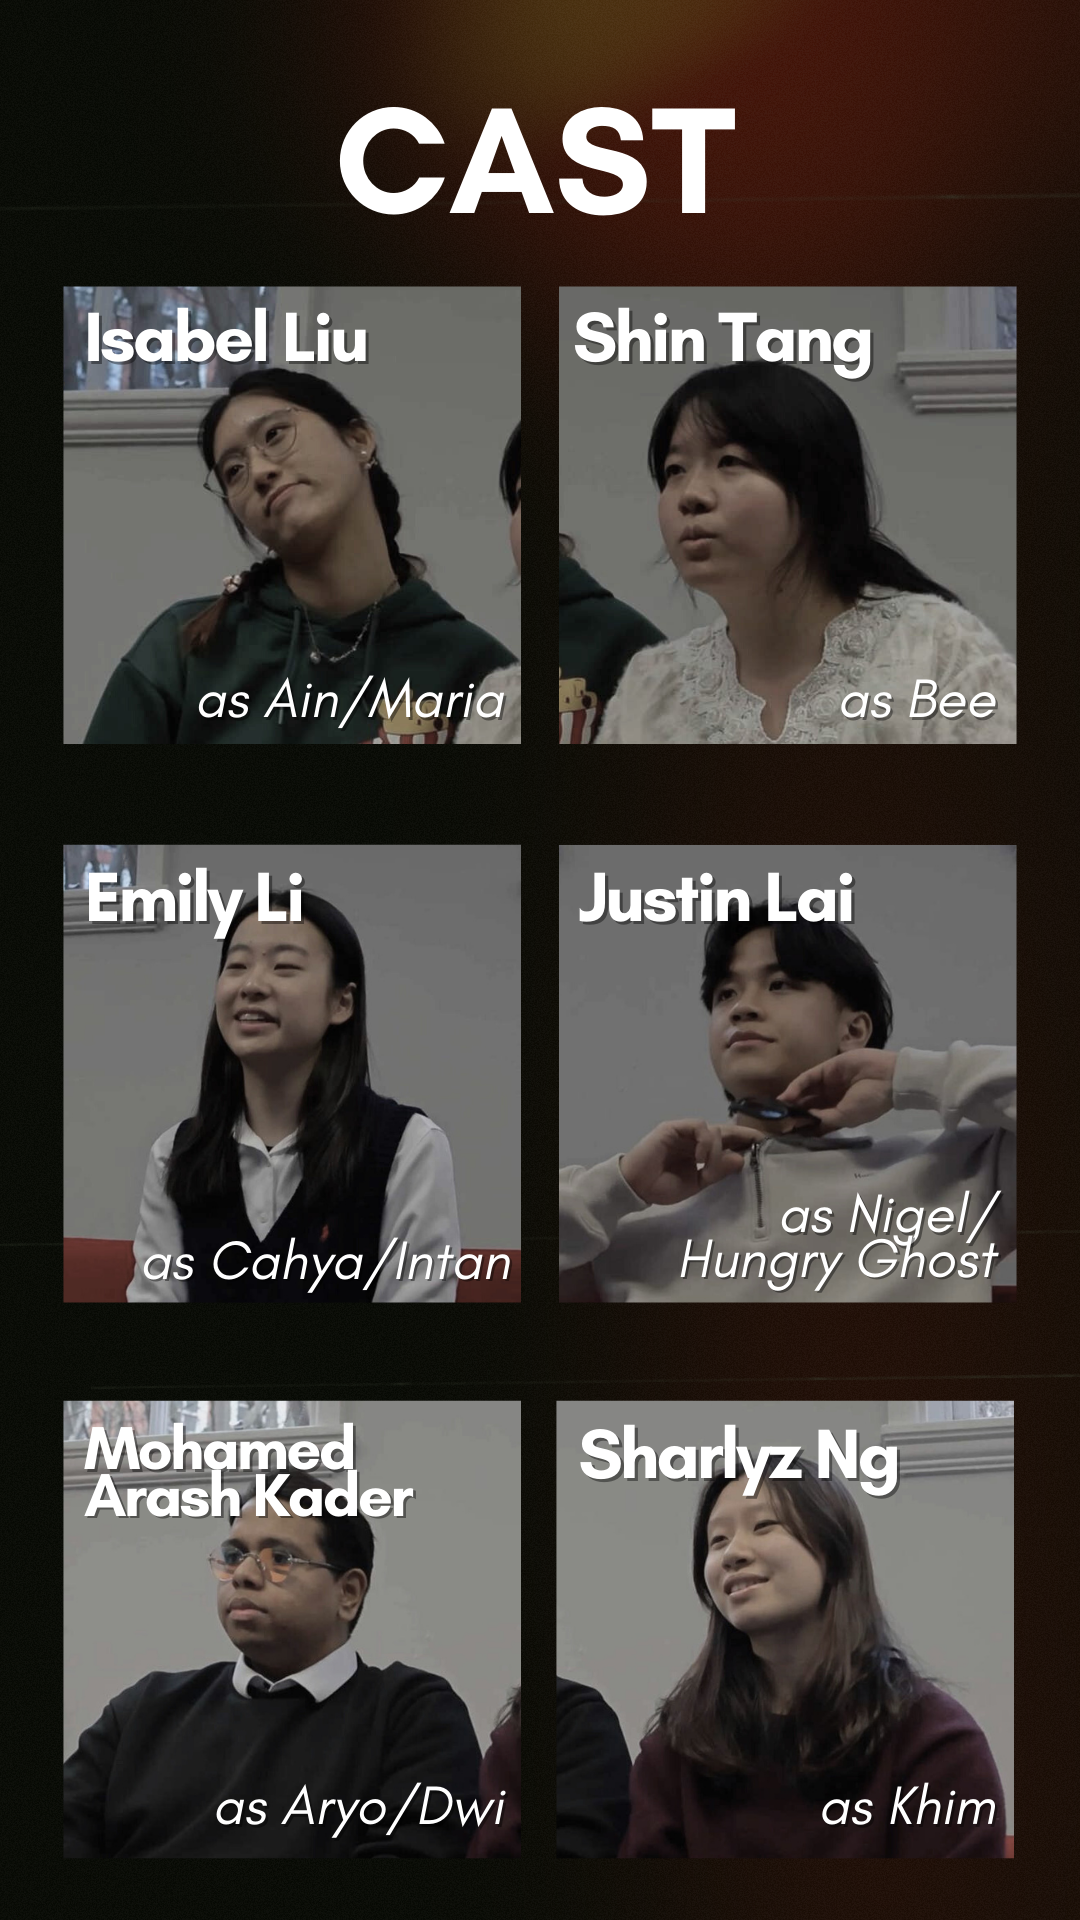 CAST
Isabel Liu
as Ain/Maria
Shin Tang
as Bee
Emily Li
as Cahya/Intan
Justin Lai
as Nigel/
Hungry Ghost
Mohamed
Arash Kader
as Aryo/Dwi
Sharlyz Ng
as Khim